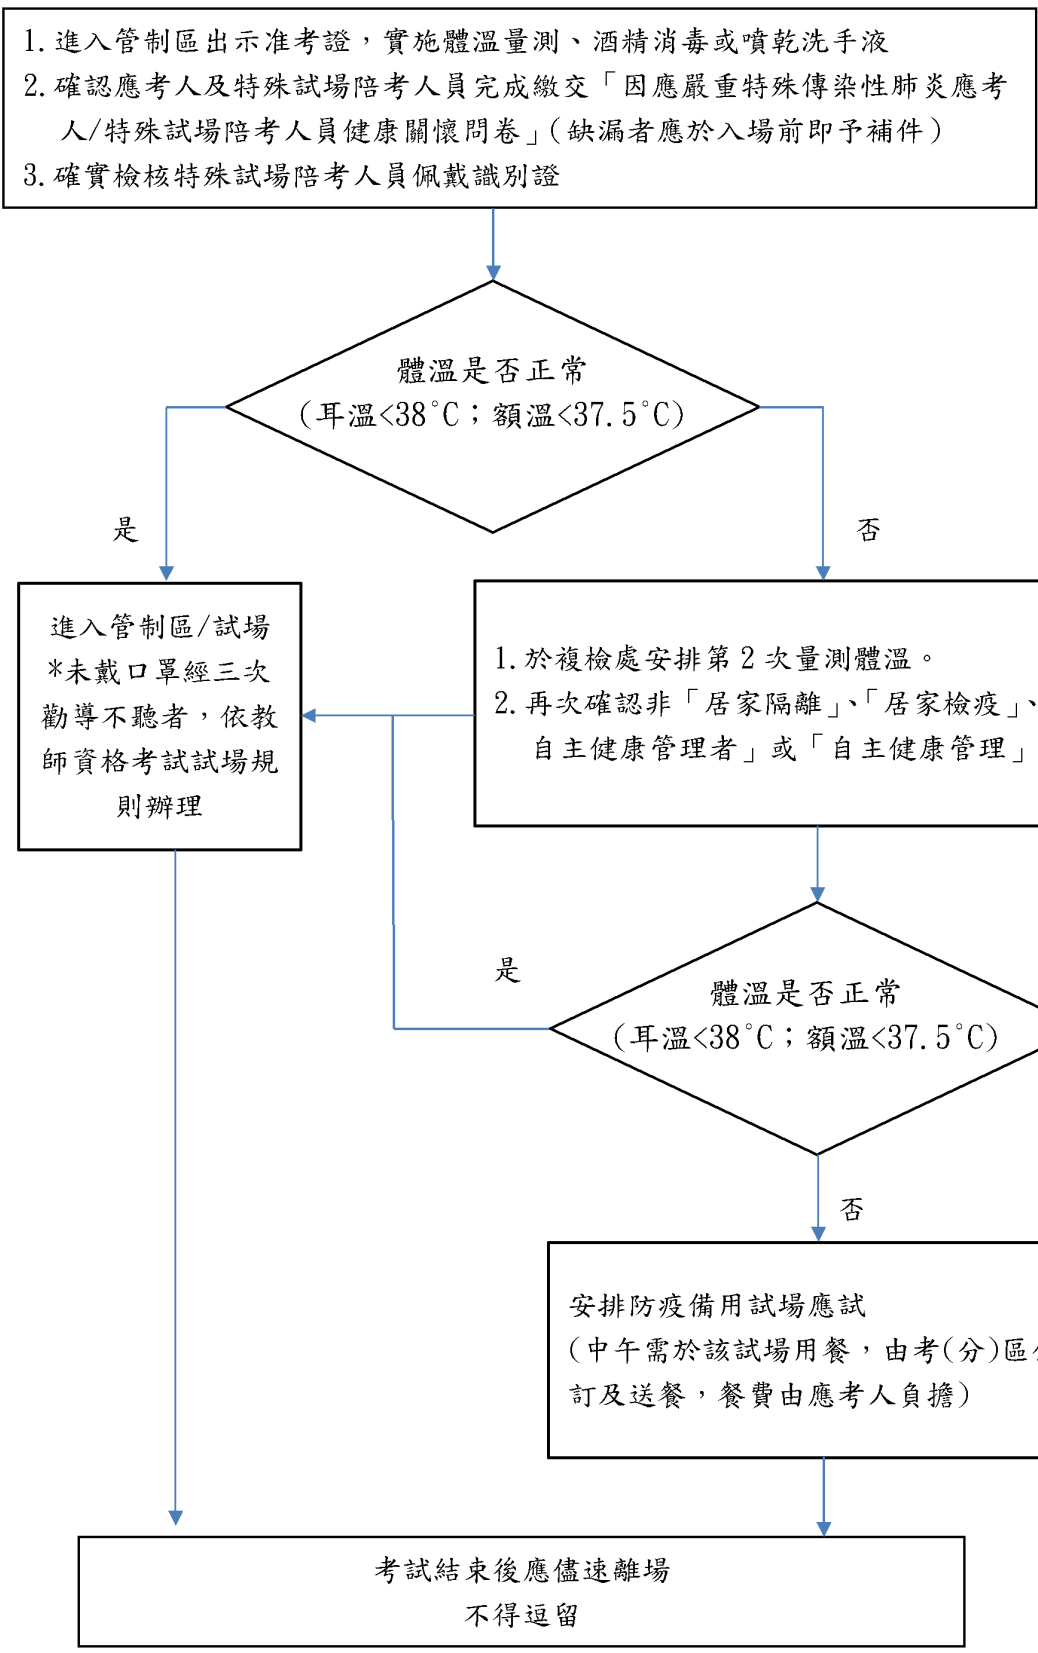 1.進入管制區出示准考證，實施體溫量測、酒精消毒或噴乾洗手液
2.確認應考人及特殊試場陪考人員完成繳交「因應嚴重特殊傳染性肺炎應考
人/特殊試場陪考人員健康關懷問卷」(缺漏者應於入場前即予補件)
3.確實檢核特殊試場陪考人員佩戴識別證
體溫是否正常
(耳溫<38°C；額溫<37.5°C)
是
否
進入管制區/試場
*未戴口罩經三次
勸導不聽者，依教
師資格考試試場規
則辦理
1.於複檢處安排第2次量測體溫。
2.再次確認非「居家隔離」、「居家檢疫」、
自主健康管理者」或「自主健康管理」
是
體溫是否正常
(耳溫<38°C；額溫<37.5°C)
否
安排防疫備用試場應試
(中午需於該試場用餐，由考(分)區
訂及送餐，餐費由應考人負擔)
考試結束後應儘速離場
不得逗留